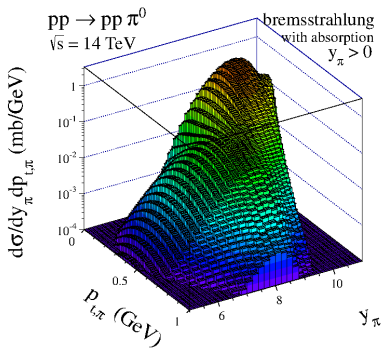 pp → pp π⁰
√s = 14 TeV
bremsstrahlung
with absorption
y_π > 0
dσ/dy_π dp_t,π (mb/GeV)
1
10⁻¹
10⁻²
10⁻³
10⁻⁴
0
0.5
1
p_t,π (GeV)
6
8
10
y_π